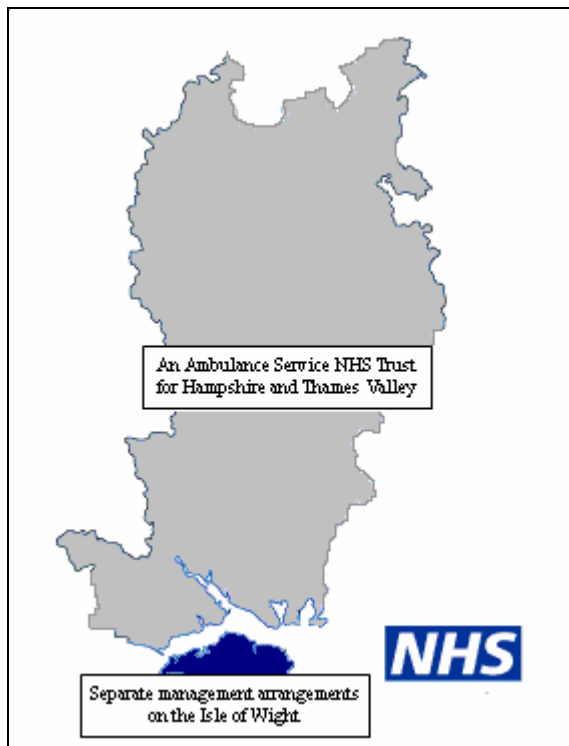 An Ambulance Service NHS Trust
for Hampshire and Thames Valley
NHS
Separate management arrangements
on the Isle of Wight